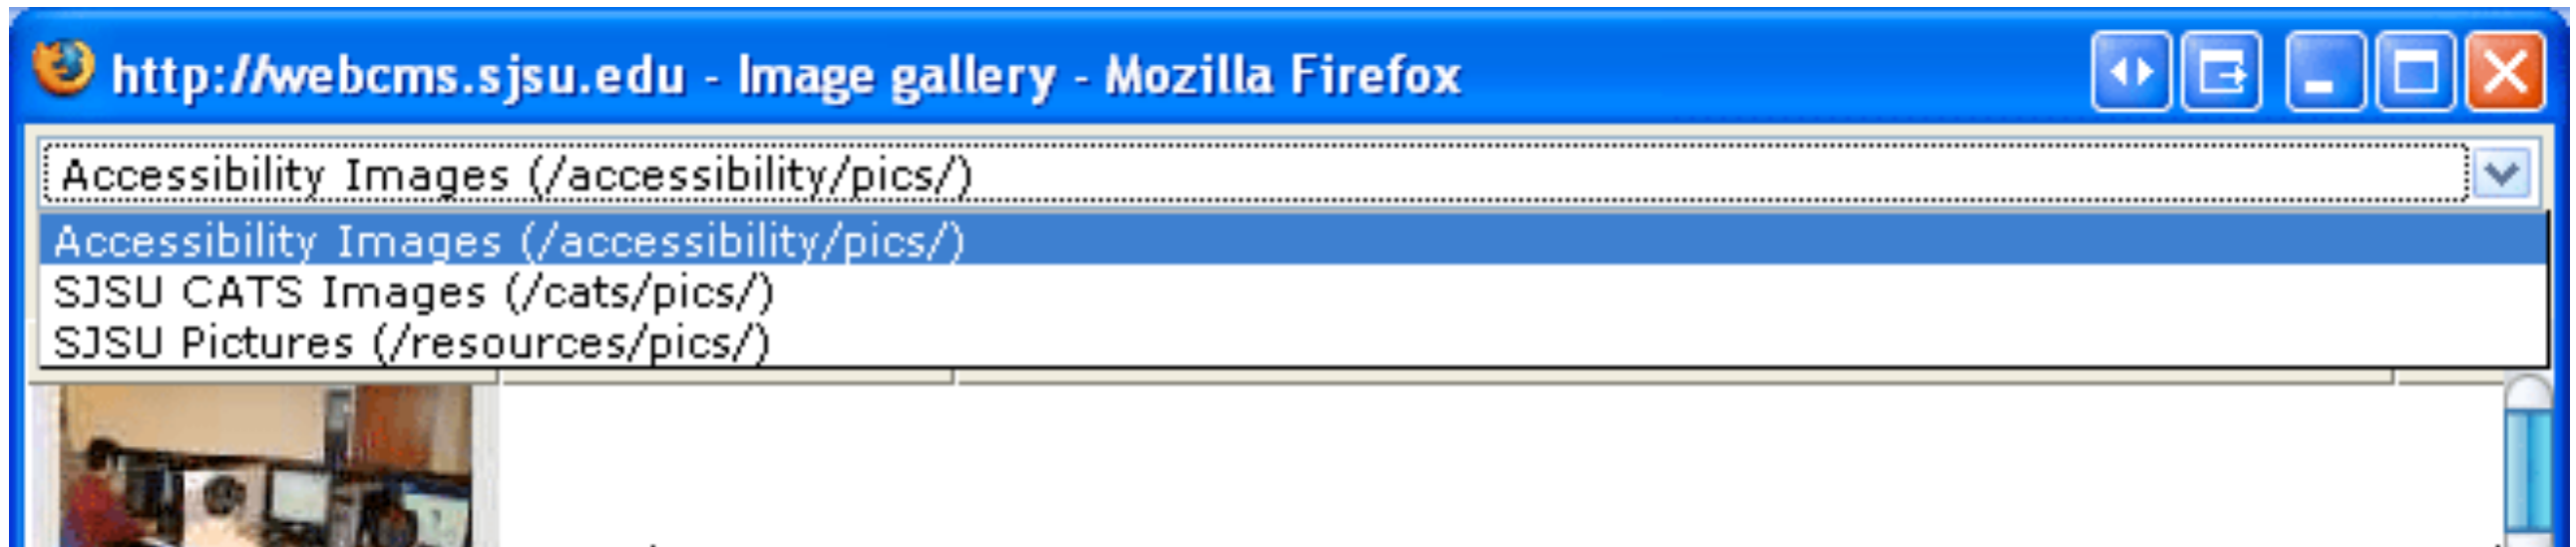 http://webcms.sjsu.edu - Image gallery - Mozilla Firefox
Accessibility Images (/accessibility/pics/)
Accessibility Images (/accessibility/pics/)
SJSU CATS Images (/cats/pics/)
SJSU Pictures (/resources/pics/)